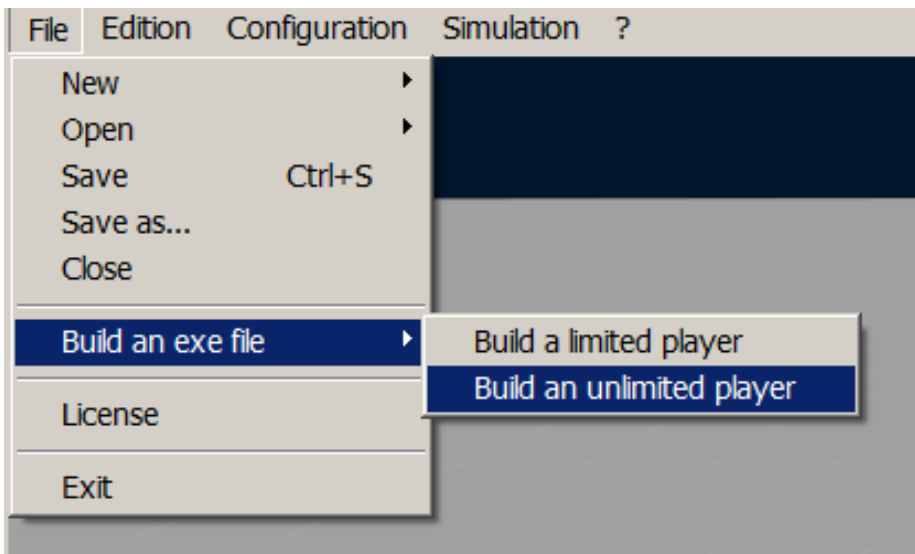 File Edition Configuration Simulation ?
New
Open
Save Ctrl+S
Save as...
Close
Build an exe file
Build a limited player
Build an unlimited player
License
Exit